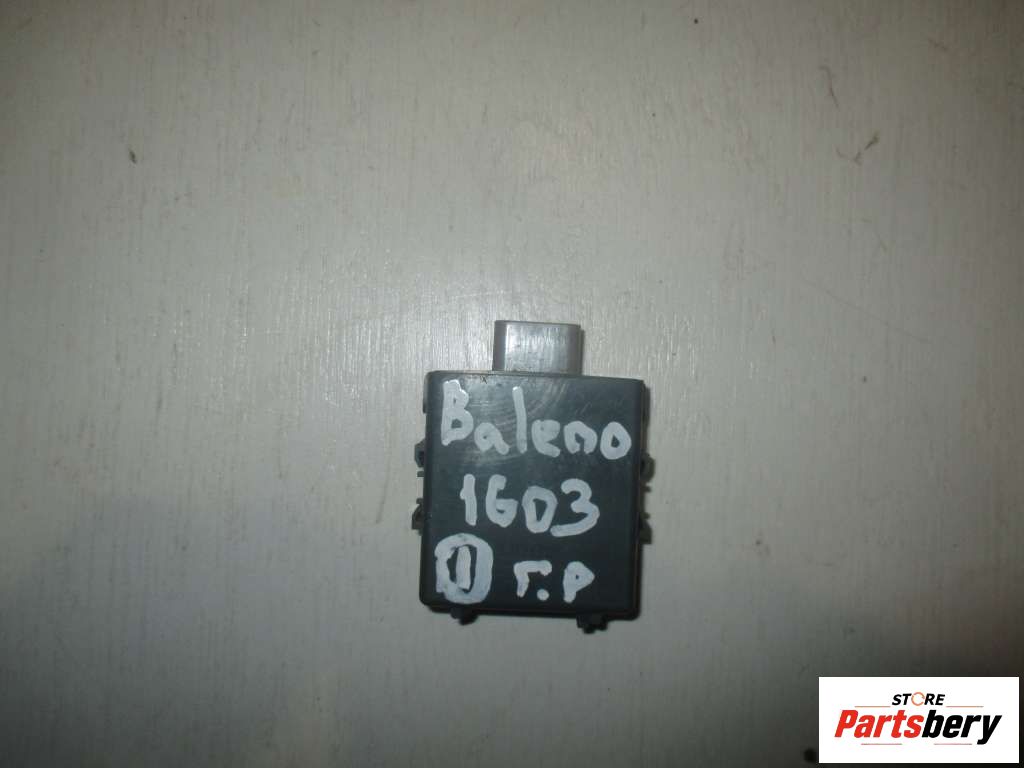 Baleno
1603
1 г.р
STORE
Partsbery